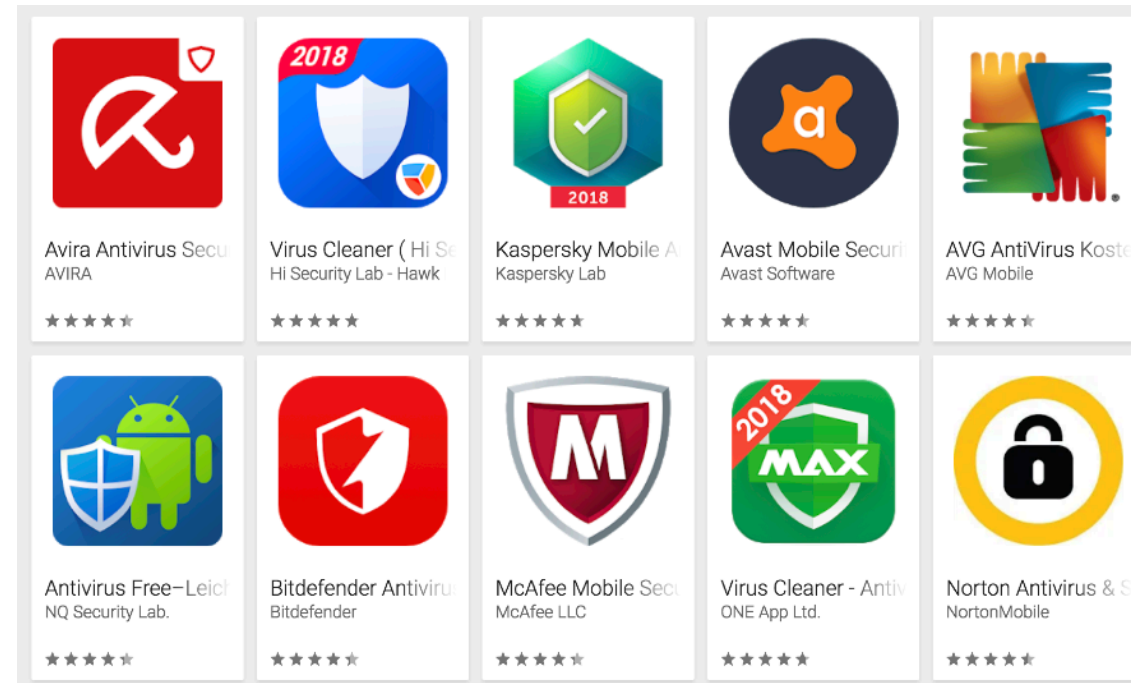 2018
2018
a
®
Avira Antivirus Secu
AVIRA
Virus Cleaner ( Hi Se
Hi Security Lab - Hawk
Kaspersky Mobile A
Kaspersky Lab
Avast Mobile Securi
Avast Software
AVG AntiVirus Koste
AVG Mobile
M
2018
MAX
Antivirus Free–Leich
NQ Security Lab.
Bitdefender Antiviru
Bitdefender
McAfee Mobile Secu
McAfee LLC
Virus Cleaner - Antiv
ONE App Ltd.
Norton Antivirus & S
NortonMobile